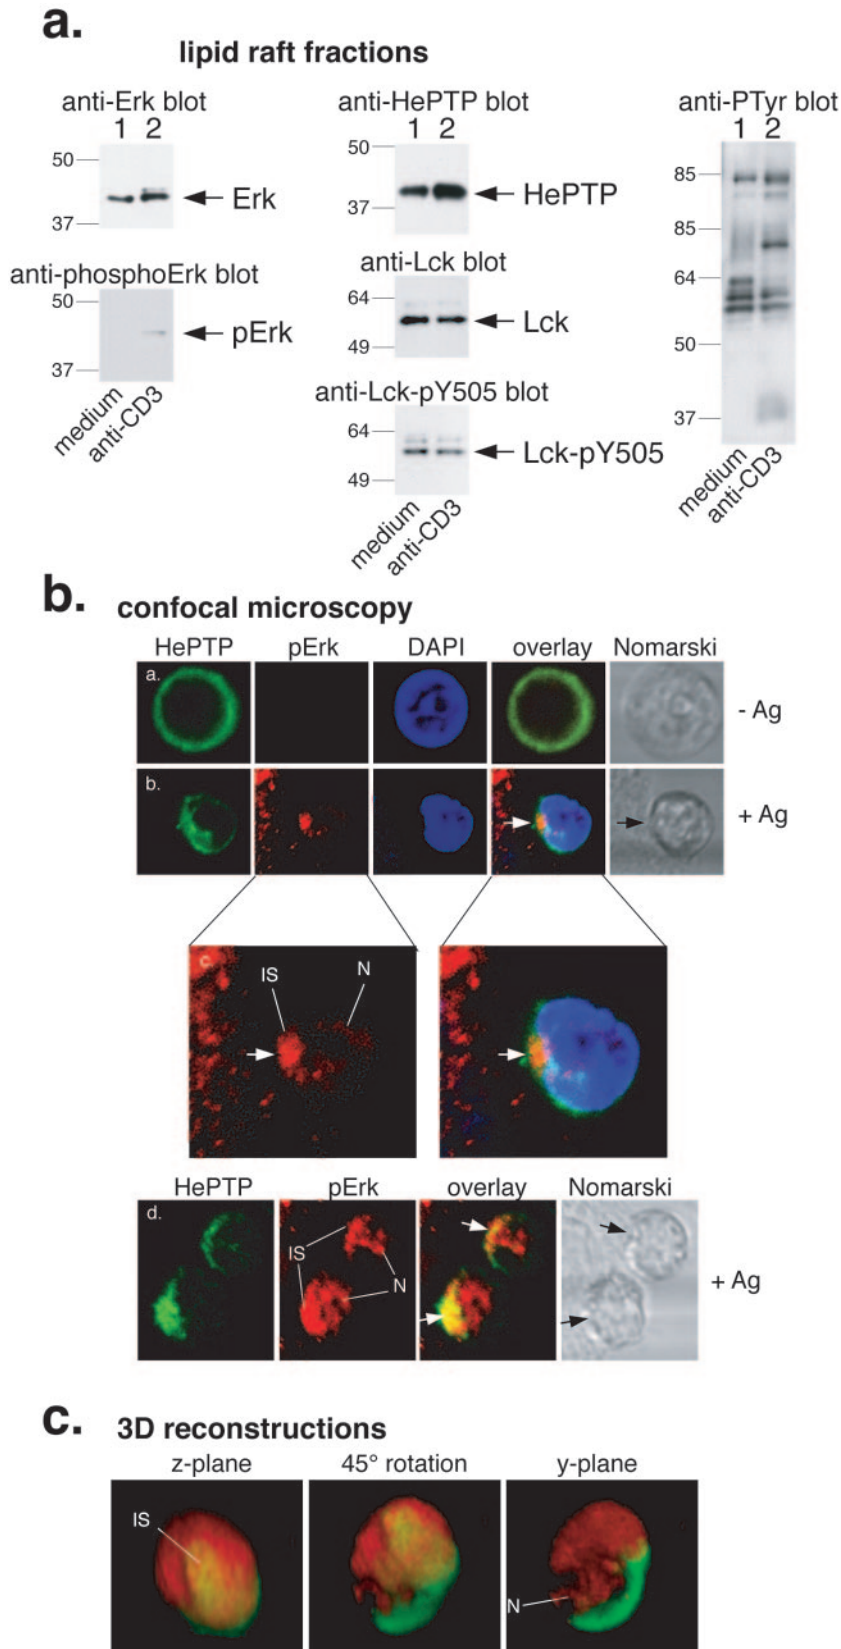 a.
lipid raft fractions
anti-Erk blot
1 2
50
Erk
37
anti-phosphoErk blot
50
pErk
37
medium
anti-CD3
anti-HePTP blot
1 2
50
HePTP
37
anti-Lck blot
64
Lck
49
anti-Lck-pY505 blot
64
Lck-pY505
49
medium
anti-CD3
anti-PTyr blot
1 2
85
85
64
50
37
medium
anti-CD3
b. confocal microscopy
HePTP pErk DAPI overlay Nomarski
a.
- Ag
b.
+ Ag
c.
IS N
HePTP pErk overlay Nomarski
d.
IS
N
+ Ag
c. 3D reconstructions
z-plane 45° rotation y-plane
IS
N